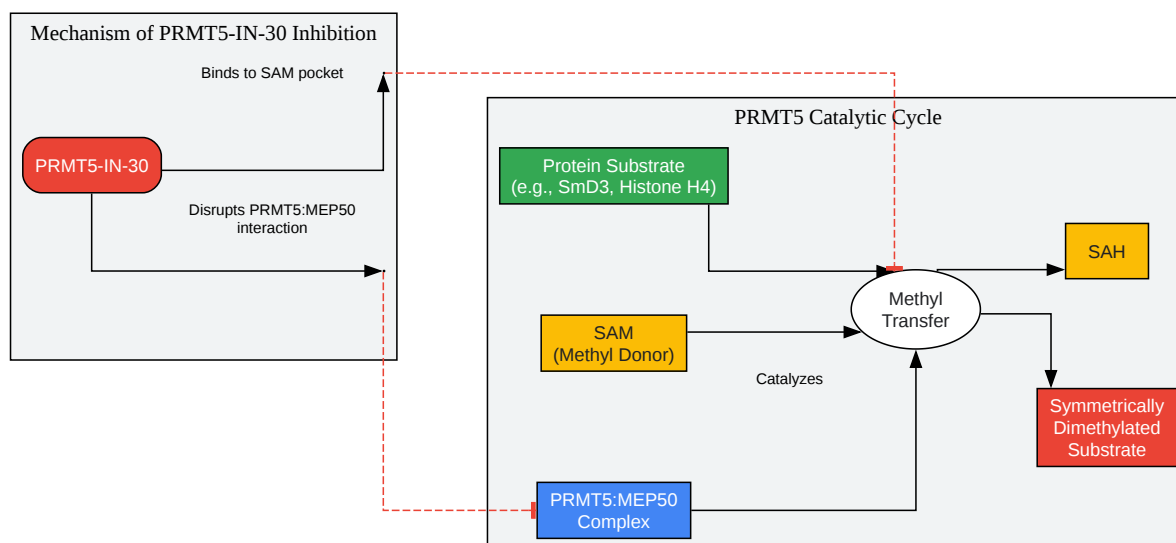 Mechanism of PRMT5-IN-30 Inhibition
Binds to SAM pocket
PRMT5-IN-30
Disrupts PRMT5:MEP50
interaction
PRMT5 Catalytic Cycle
Protein Substrate
(e.g., SmD3, Histone H4)
SAH
Methyl
Transfer
SAM
(Methyl Donor)
Catalyzes
Symmetrically
Dimethylated
Substrate
PRMT5:MEP50
Complex